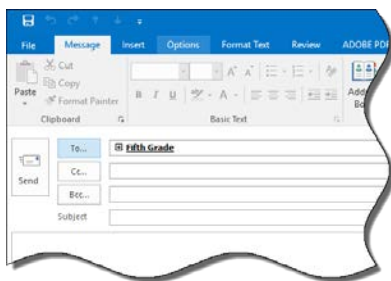 File Message Insert Options Format Text Review ADOBE PDF
Paste
Cut
Copy
Format Painter
Clipboard
B I U
A A
Basic Text
Send
To... Fifth Grade
Cc...
Bcc...
Subject